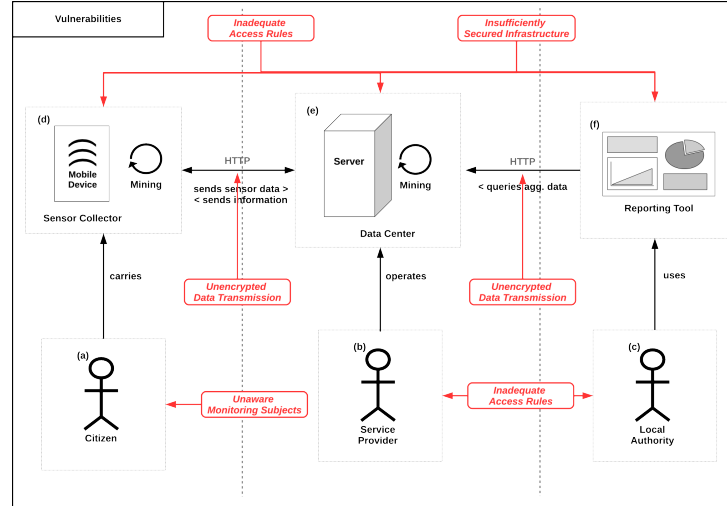 Vulnerabilities
Inadequate
Access Rules
Insufficiently
Secured Infrastructure
(d)
Mobile
Device
Mining
Sensor Collector
HTTP
sends sensor data >
< sends information
(e)
Server
Mining
Data Center
HTTP
< queries agg. data
(f)
Reporting Tool
carries
Unencrypted
Data Transmission
operates
Unencrypted
Data Transmission
uses
(a)
Citizen
Unaware
Monitoring Subjects
(b)
Service
Provider
Inadequate
Access Rules
(c)
Local
Authority